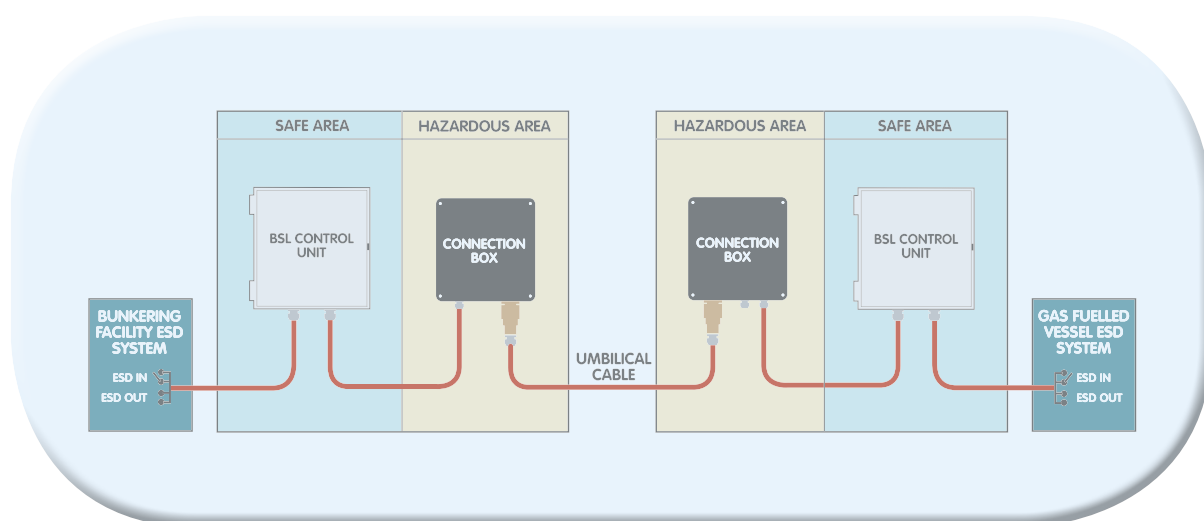 SAFE AREA
HAZARDOUS AREA
HAZARDOUS AREA
SAFE AREA
BSL CONTROL
UNIT
CONNECTION
BOX
CONNECTION
BOX
BSL CONTROL
UNIT
BUNKERING
FACILITY ESD
SYSTEM
ESD IN
ESD OUT
UMBILICAL
CABLE
GAS FUELLED
VESSEL ESD
SYSTEM
ESD IN
ESD OUT